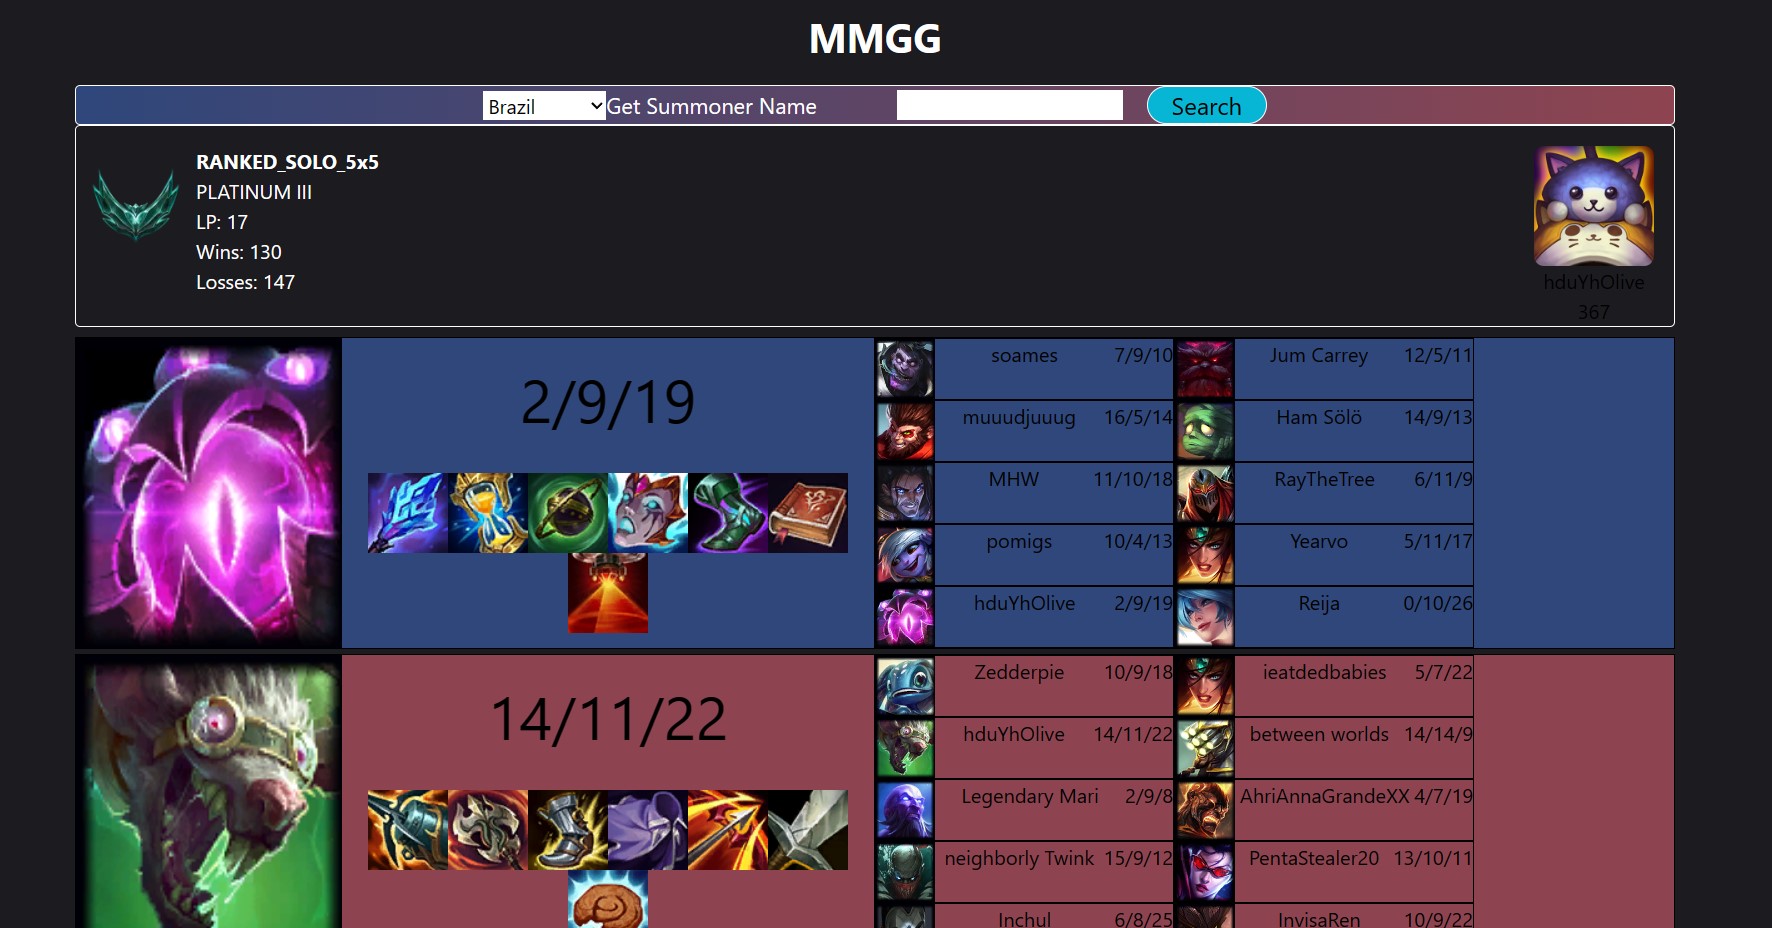 MMGG
Brazil Get Summoner Name Search
RANKED_SOLO_5x5
PLATINUM III
LP: 17
Wins: 130
Losses: 147
hduYhOlive
367
2/9/19
soames 7/9/10 Jum Carrey 12/5/11
muuudjuuug 16/5/14 Ham Sölö 14/9/13
MHW 11/10/18 RayTheTree 6/11/9
pomigs 10/4/13 Yearvo 5/11/17
hduYhOlive 2/9/19 Reija 0/10/26
14/11/22
Zedderpie 10/9/18 ieatdedbabies 5/7/22
hduYhOlive 14/11/22 between worlds 14/14/9
Legendary Mari 2/9/8 AhriAnnaGrandeXX 4/7/19
neighborly Twink 15/9/12 PentaStealer20 13/10/11
Inchul 6/8/25 InvisaRen 10/9/22